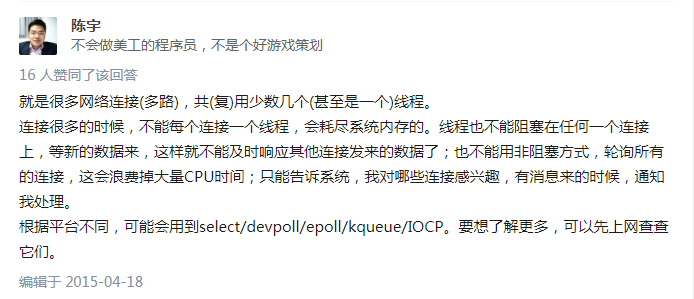 陈宇
不会做美工的程序员，不是个好游戏策划
16 人赞同了该回答
就是很多网络连接(多路)，共(复)用少数几个(甚至是一个)线程。
连接很多的时候，不能每个连接一个线程，会耗尽系统内存的。线程也不能阻塞在任何一个连接
上，等新的数据来，这样就不能及时响应其他连接发来的数据了；也不能用非阻塞方式，轮询所有
的连接，这会浪费掉大量CPU时间；只能告诉系统，我对哪些连接感兴趣，有消息来的时候，通知
我处理。
根据平台不同，可能会用到select/devpoll/epoll/kqueue/IOCP。要想了解更多，可以先上网查查
它们。
编辑于 2015-04-18